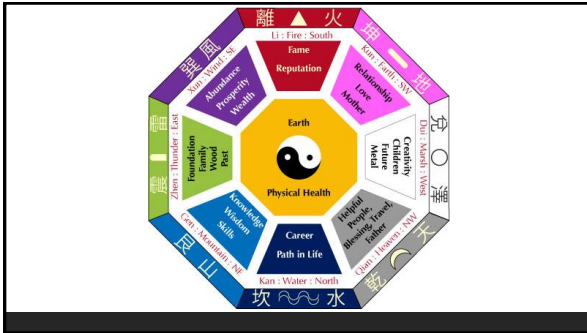 離 火
Li : Fire : South
Fame
Reputation
坤 地
Kun : Earth : SW
Relationship
Love
Mother
兌 澤
Dui : Marsh : West
Creativity
Children
Future
Metal
天 乾
Qian : Heaven : NW
Helpful
People,
Blessing, Travel,
Father
坎 水
Kan : Water : North
Career
Path in Life
艮 山
Gen : Mountain : NE
Knowledge
Wisdom
Skills
震 雷
Zhen : Thunder : East
Foundation
Family
Wood
Past
巽 風
Xun : Wind : SE
Abundance
Prosperity
Wealth
Earth
Physical Health